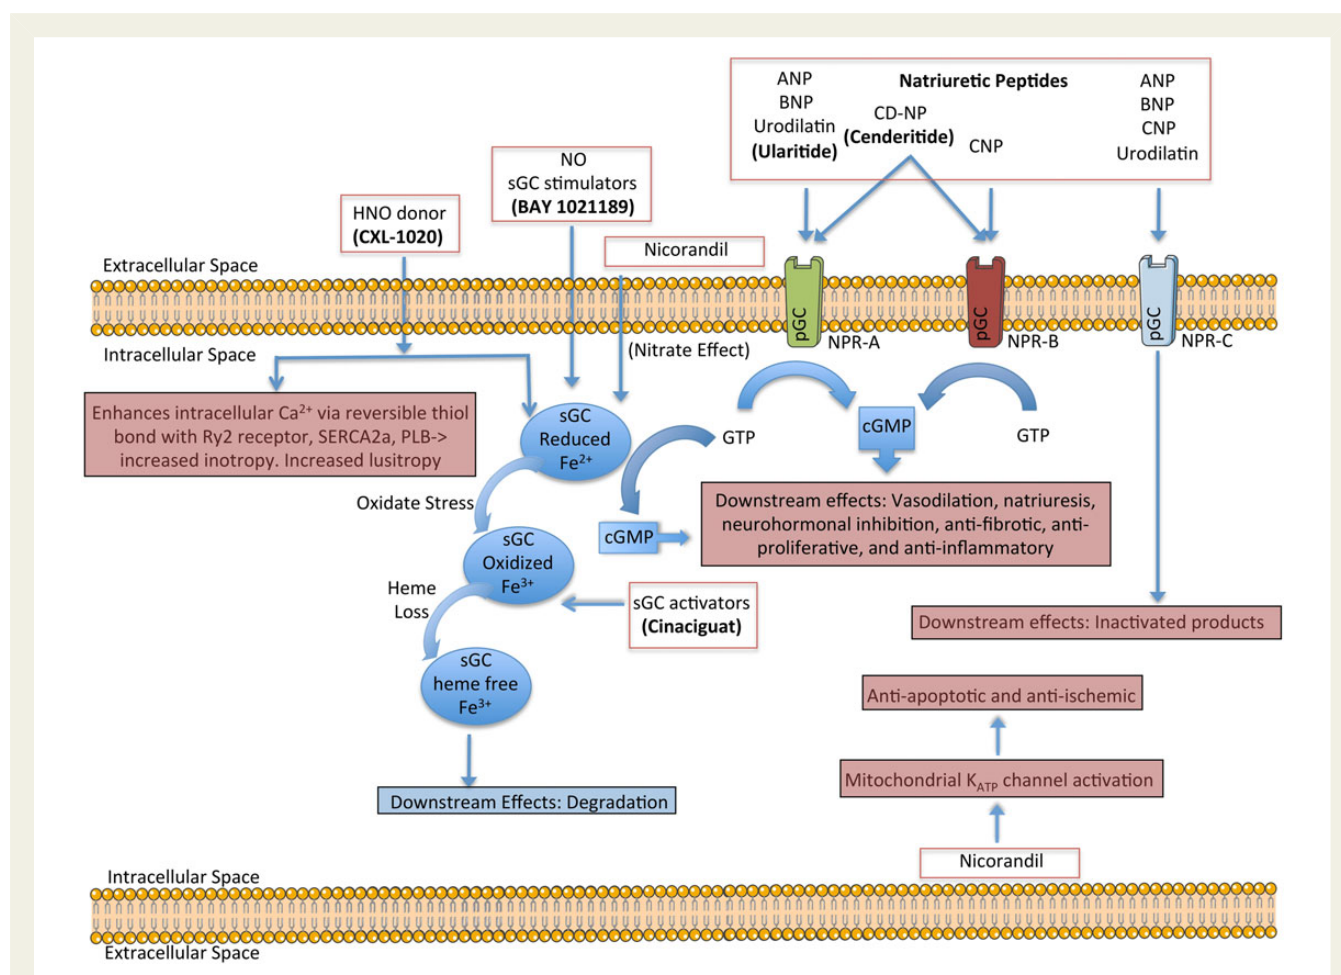 ANP
BNP
Urodilatin
(Ularitide)
Natriuretic Peptides
CD-NP
(Cenderitide)
CNP
ANP
BNP
CNP
Urodilatin
NO
sGC stimulators
(BAY 1021189)
HNO donor
(CXL-1020)
Nicorandil
Extracellular Space
Intracellular Space
(Nitrate Effect)
pGC
NPR-A
pGC
NPR-B
pGC
NPR-C
Enhances intracellular Ca²⁺ via reversible thiol
bond with Ry2 receptor, SERCA2a, PLB->
increased inotropy. Increased lusitropy
sGC
Reduced
Fe²⁺
GTP
cGMP
GTP
Oxidate Stress
cGMP
Downstream effects: Vasodilation, natriuresis,
neurohormonal inhibition, anti-fibrotic, anti-
proliferative, and anti-inflammatory
sGC
Oxidized
Fe³⁺
Heme
Loss
sGC activators
(Cinaciguat)
Downstream effects: Inactivated products
sGC
heme free
Fe³⁺
Anti-apoptotic and anti-ischemic
Mitochondrial K_ATP channel activation
Downstream Effects: Degradation
Nicorandil
Intracellular Space
Extracellular Space